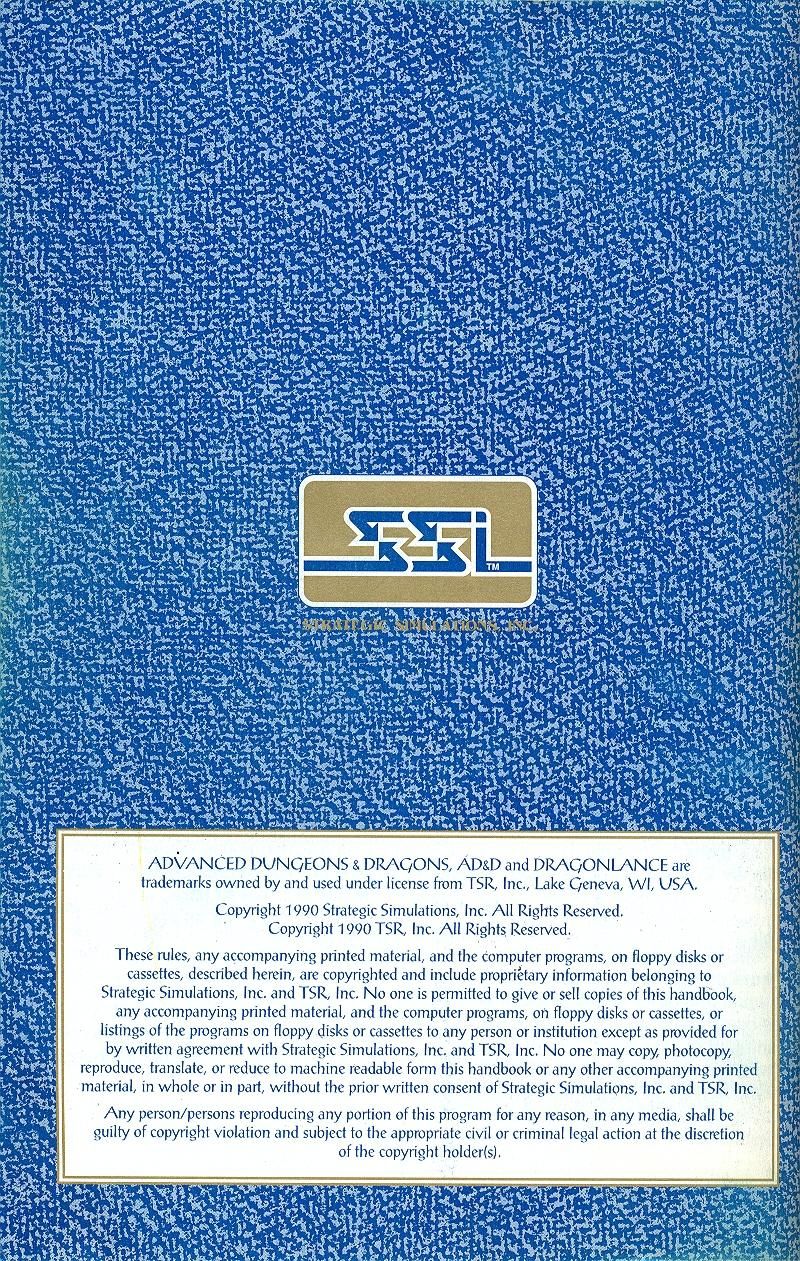 SSI™
STRATEGIC SIMULATIONS, INC.
ADVANCED DUNGEONS & DRAGONS, AD&D and DRAGONLANCE are
trademarks owned by and used under license from TSR, Inc., Lake Geneva, WI, USA.
Copyright 1990 Strategic Simulations, Inc. All Rights Reserved.
Copyright 1990 TSR, Inc. All Rights Reserved.
These rules, any accompanying printed material, and the computer programs, on floppy disks or
cassettes, described herein, are copyrighted and include proprietary information belonging to
Strategic Simulations, Inc. and TSR, Inc. No one is permitted to give or sell copies of this handbook,
any accompanying printed material, and the computer programs, on floppy disks or cassettes, or
listings of the programs on floppy disks or cassettes to any person or institution except as provided for
by written agreement with Strategic Simulations, Inc. and TSR, Inc. No one may copy, photocopy,
reproduce, translate, or reduce to machine readable form this handbook or any other accompanying printed
material, in whole or in part, without the prior written consent of Strategic Simulations, Inc. and TSR, Inc.
Any person/persons reproducing any portion of this program for any reason, in any media, shall be
guilty of copyright violation and subject to the appropriate civil or criminal legal action at the discretion
of the copyright holder(s).